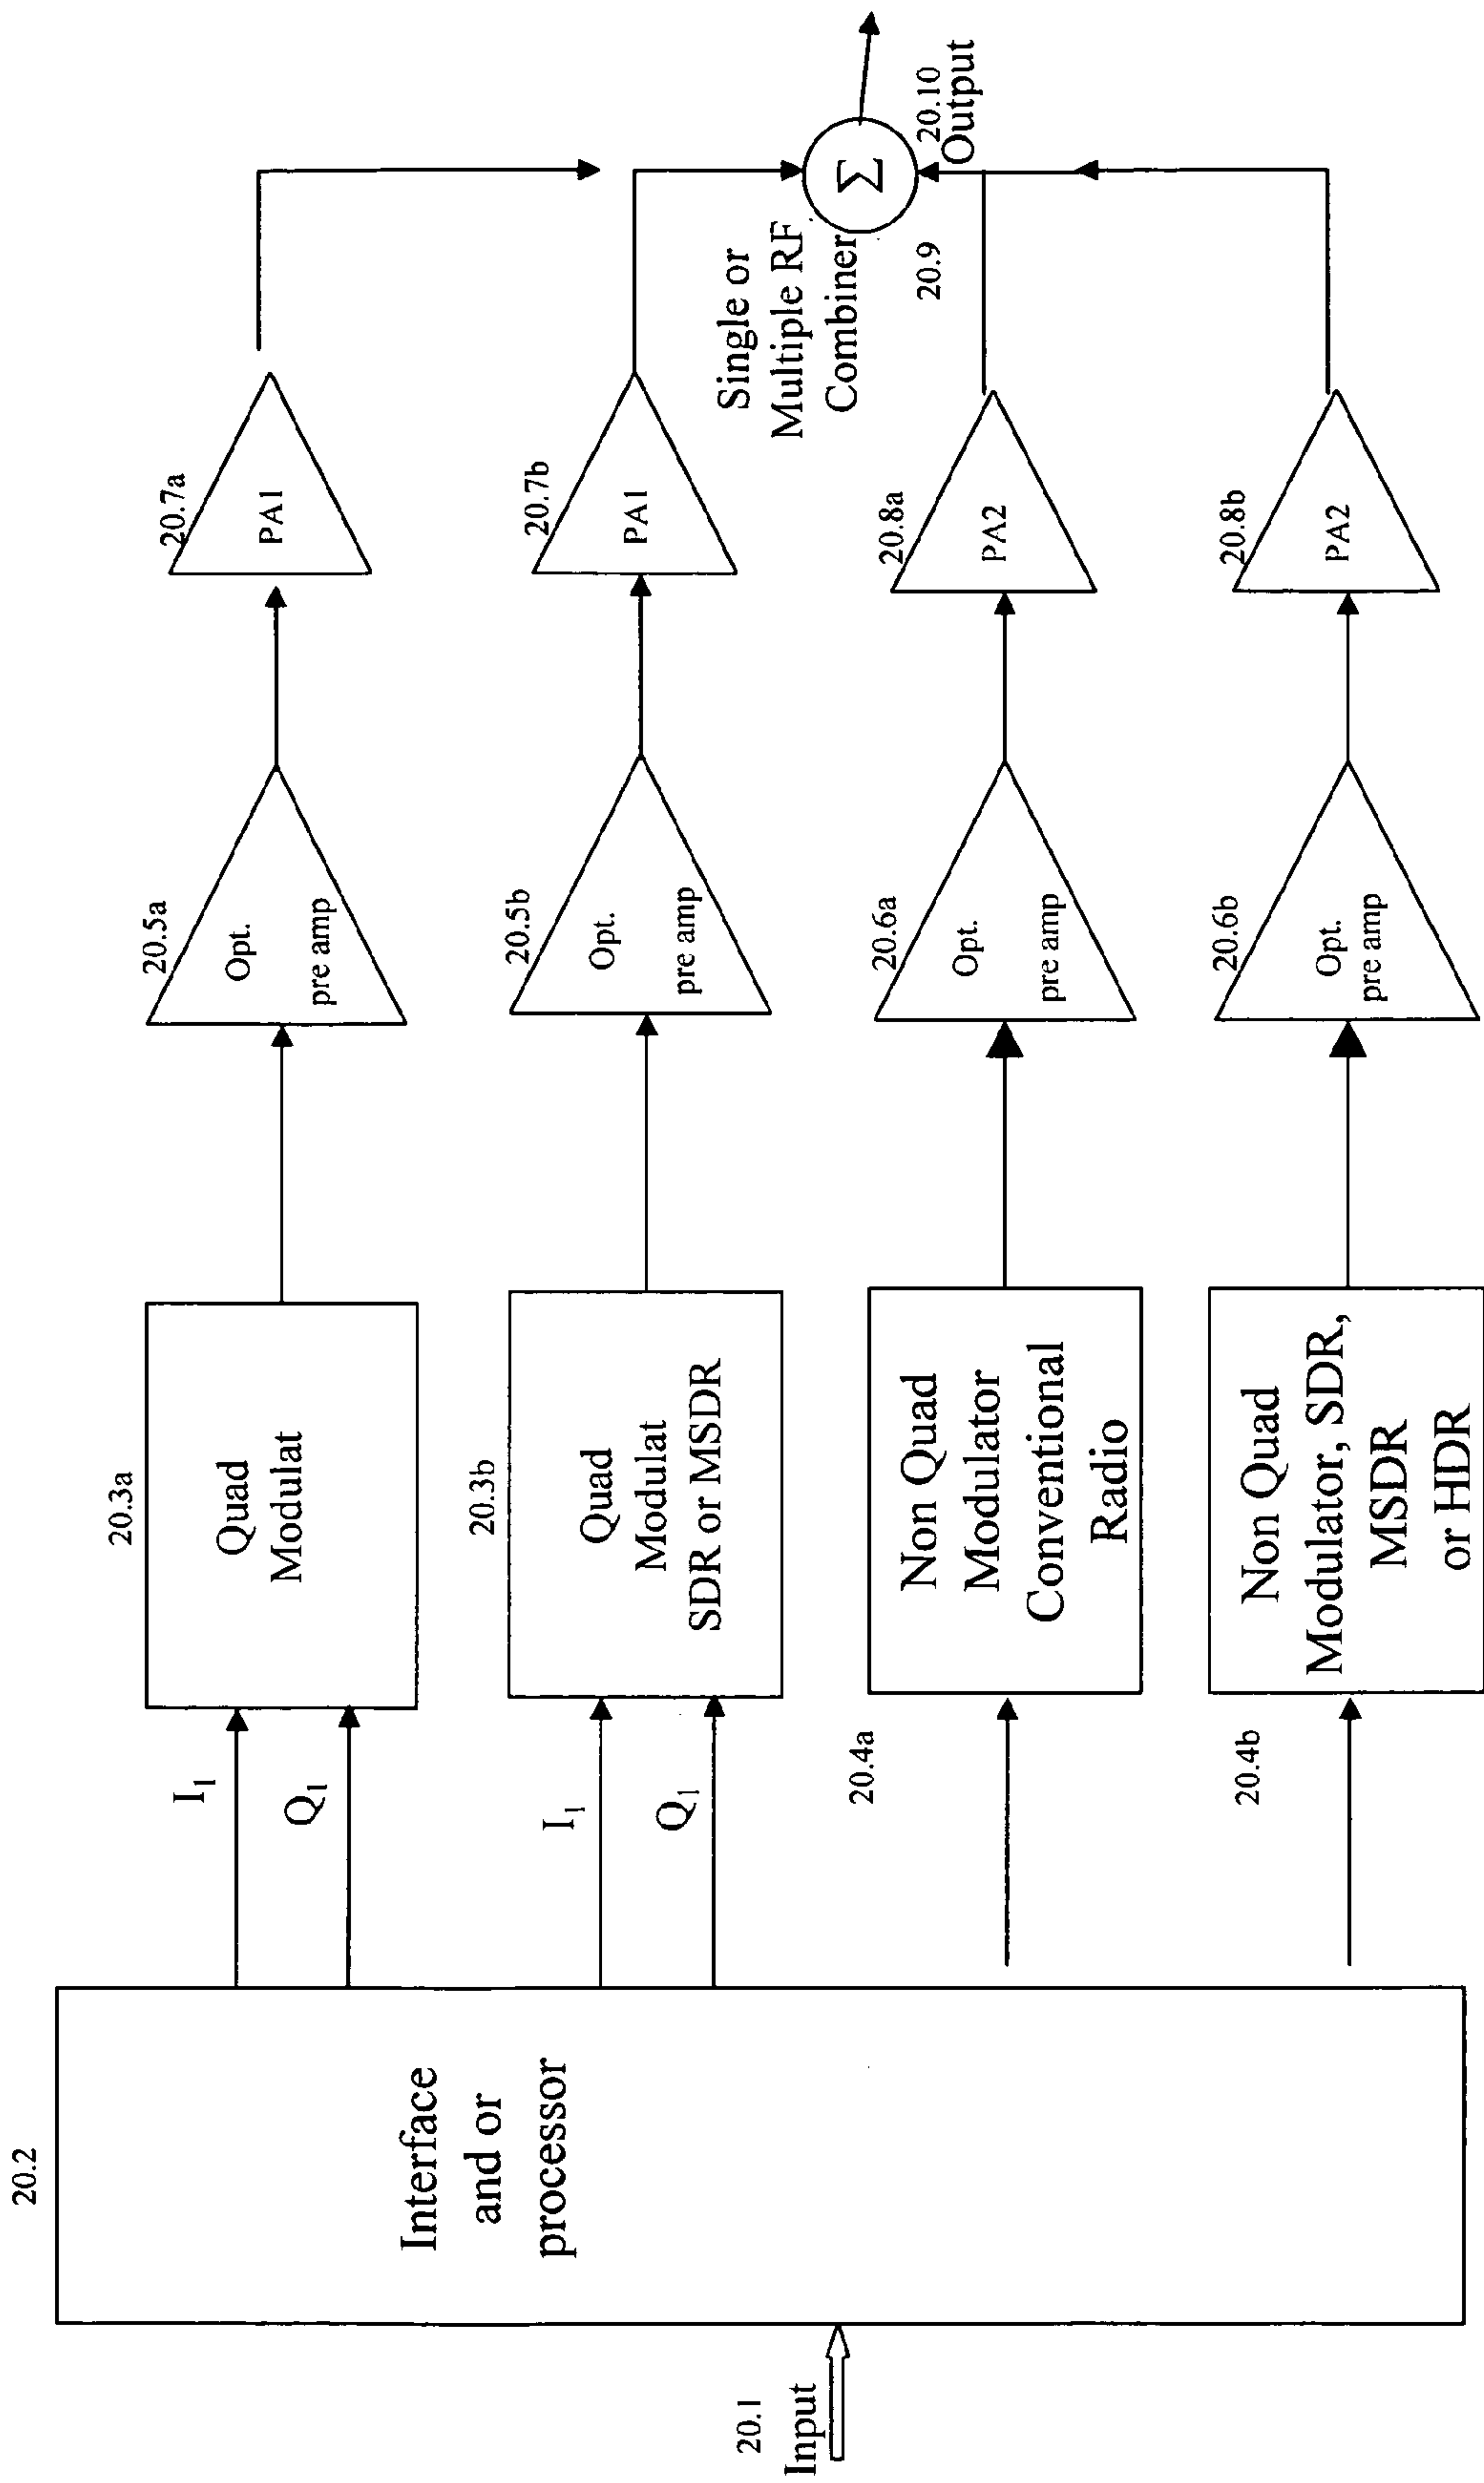 20.1
Input
20.2
Interface
and or
processor
I1
Q1
I1
Q1
20.4a
20.4b
20.3a
Quad
Modulat
20.3b
Quad
Modulat
SDR or MSDR
Non Quad
Modulator
Conventional
Radio
Non Quad
Modulator, SDR,
MSDR
or HDR
20.5a
Opt.
pre amp
20.5b
Opt.
pre amp
20.6a
Opt.
pre amp
20.6b
Opt.
pre amp
20.7a
PA1
20.7b
PA1
20.8a
PA2
20.8b
PA2
Single or
Multiple RF
Combiner
20.9
Σ
20.10
Output